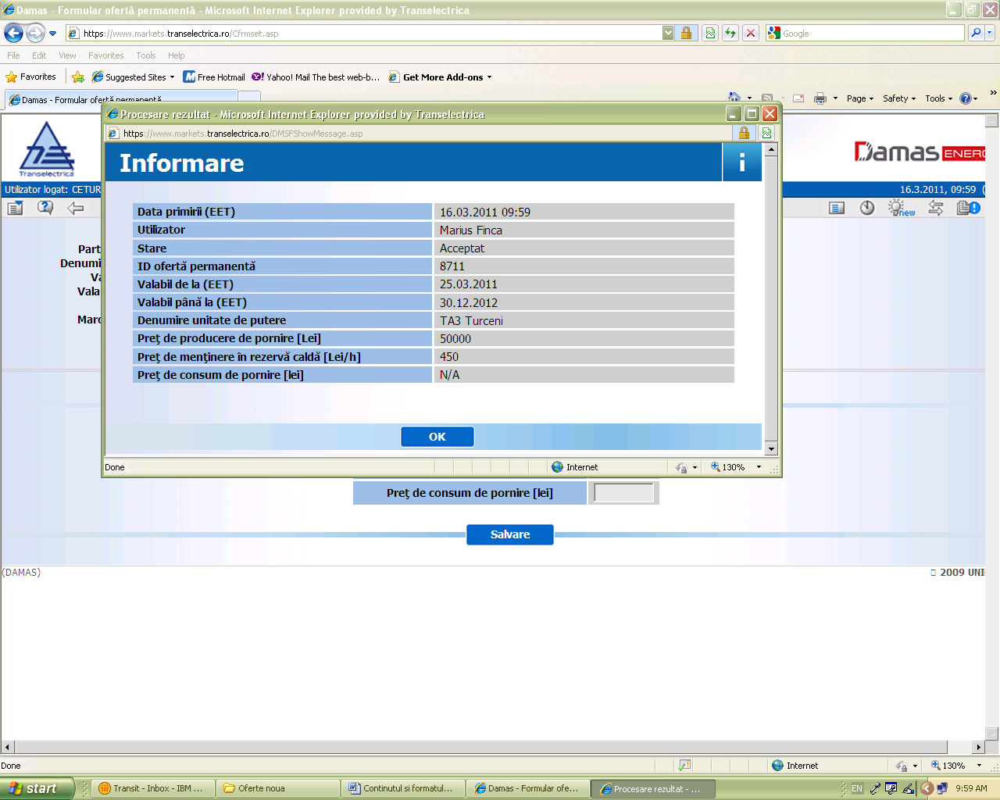 Damas - Formular ofertă permanentă - Microsoft Internet Explorer provided by Transelectrica
https://www.markets.transelectrica.ro/Cfrmset.asp
Google
File Edit View Favorites Tools Help
Favorites Suggested Sites Free Hotmail Yahoo! Mail The best web-b... Get More Add-ons
Damas - Formular ofertă permanentă
Page Safety Tools
Procesare rezultat - Microsoft Internet Explorer provided by Transelectrica
https://www.markets.transelectrica.ro/DMSFShowMessage.asp
Transelectrica
Damas ENERG
Utilizator logat: CETUR
16.3.2011, 09:59 (
new
Part
Denumi
Va
Vala
Marc
Informare
i
Data primirii (EET) 16.03.2011 09:59
Utilizator Marius Finca
Stare Acceptat
ID ofertă permanentă 8711
Valabil de la (EET) 25.03.2011
Valabil până la (EET) 30.12.2012
Denumire unitate de putere TA3 Turceni
Preţ de producere de pornire [Lei] 50000
Preţ de menţinere în rezervă caldă [Lei/h] 450
Preţ de consum de pornire [lei] N/A
OK
Done Internet 130%
Preţ de consum de pornire [lei]
Salvare
(DAMAS)
2009 UNI
Done Internet 130%
start Transit - Inbox - IBM ... Oferte noua Continutul si formatul... Damas - Formular ofe... Procesare rezultat - ... EN 9:59 AM